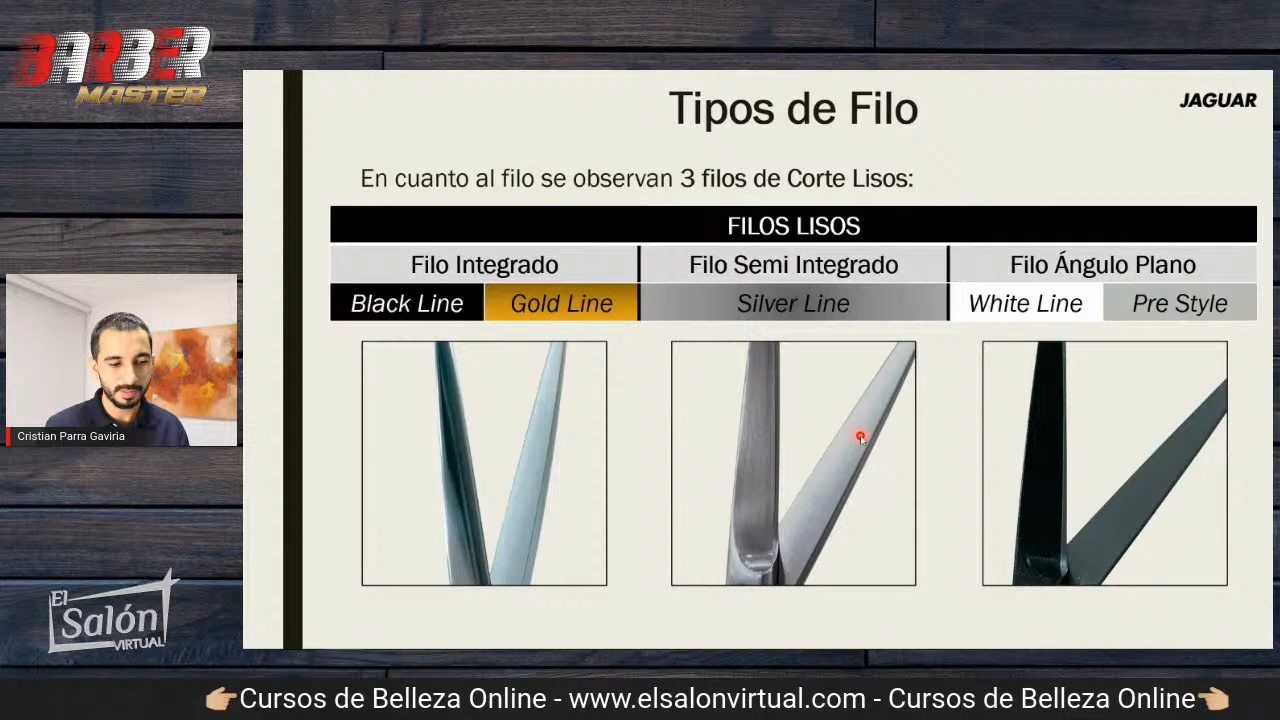 BARBER
MASTER
JAGUAR
Tipos de Filo
En cuanto al filo se observan 3 filos de Corte Lisos:
FILOS LISOS
Filo Integrado
Filo Semi Integrado
Filo Ángulo Plano
Black Line
Gold Line
Silver Line
White Line
Pre Style
Cristian Parra Gaviria
El
Salón
VIRTUAL
👉Cursos de Belleza Online - www.elsalonvirtual.com - Cursos de Belleza Online👈